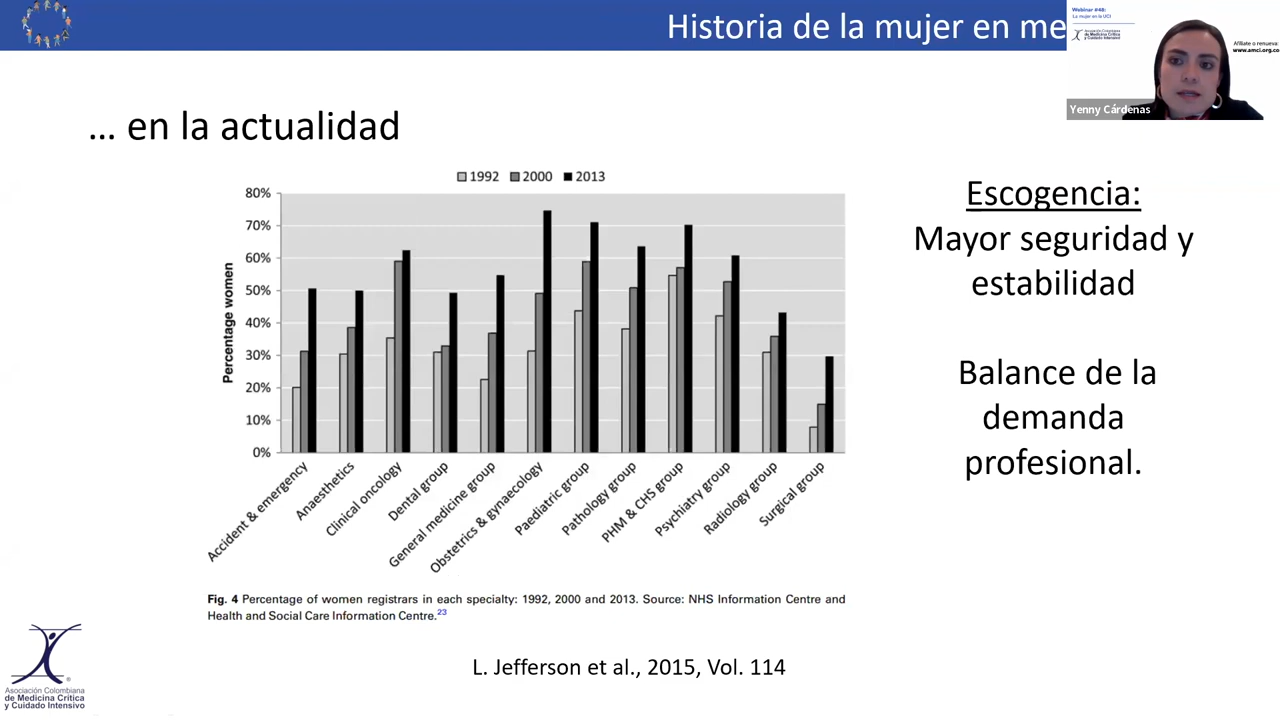 Historia de la mujer en me
Webinar #48:
La mujer en la UCI
Asociación Colombiana
de Medicina Crítica
y Cuidado Intensivo
Afíliate o renueva:
www.amci.org.co
Yenny Cárdenas
... en la actualidad
1992 2000 2013
80%
70%
60%
50%
40%
30%
20%
10%
0%
Percentage women
Accident & emergency
Anaesthetics
Clinical oncology
Dental group
General medicine group
Obstetrics & gynaecology
Paediatric group
Pathology group
PHM & CHS group
Psychiatry group
Radiology group
Surgical group
Escogencia:
Mayor seguridad y
estabilidad
Balance de la
demanda
profesional.
Fig. 4 Percentage of women registrars in each specialty: 1992, 2000 and 2013. Source: NHS Information Centre and
Health and Social Care Information Centre.23
L. Jefferson et al., 2015, Vol. 114
Asociación Colombiana
de Medicina Crítica
y Cuidado Intensivo